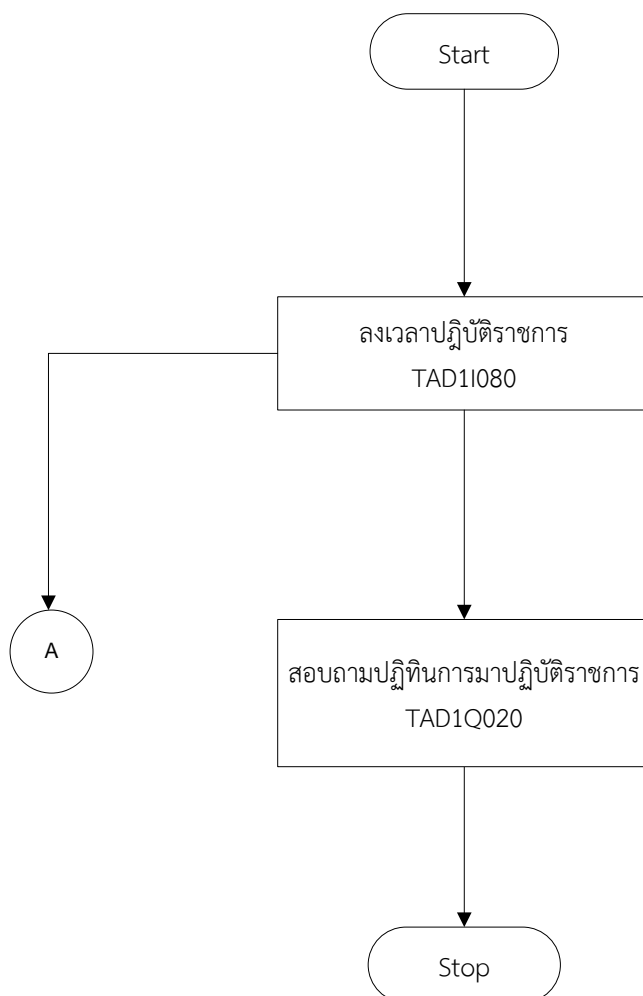 Start
ลงเวลาปฎิบัติราชการ
TAD1I080
A
สอบถามปฏิทินการมาปฏิบัติราชการ
TAD1Q020
Stop